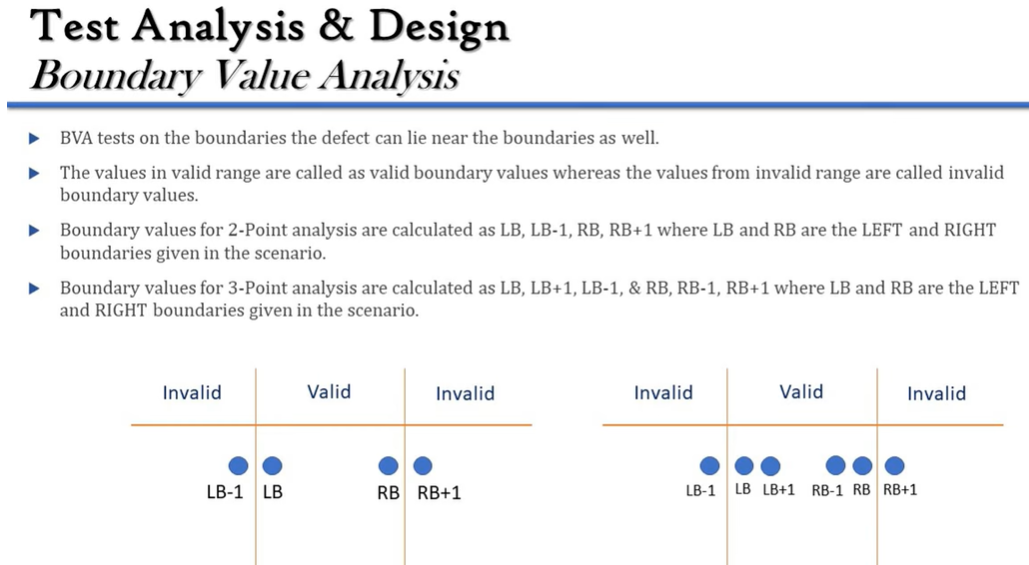 Test Analysis & Design
Boundary Value Analysis
BVA tests on the boundaries the defect can lie near the boundaries as well.
The values in valid range are called as valid boundary values whereas the values from invalid range are called invalid
boundary values.
Boundary values for 2-Point analysis are calculated as LB, LB-1, RB, RB+1 where LB and RB are the LEFT and RIGHT
boundaries given in the scenario.
Boundary values for 3-Point analysis are calculated as LB, LB+1, LB-1, & RB, RB-1, RB+1 where LB and RB are the LEFT
and RIGHT boundaries given in the scenario.
Invalid Valid Invalid
LB-1 LB RB RB+1
Invalid Valid Invalid
LB-1 LB LB+1 RB-1 RB RB+1